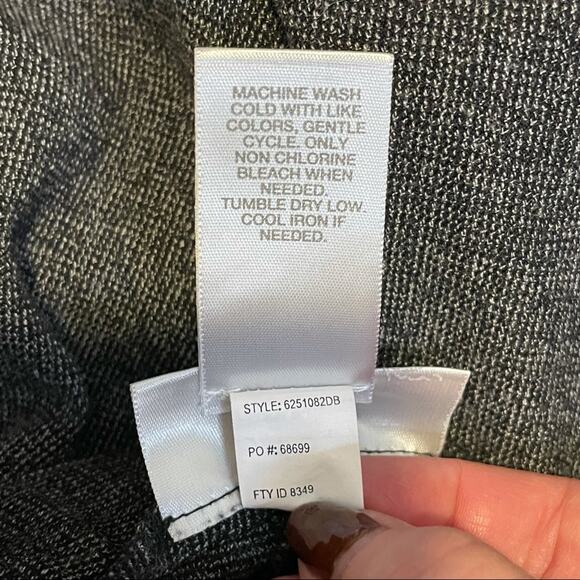 MACHINE WASH
COLD WITH LIKE
COLORS, GENTLE
CYCLE. ONLY
NON CHLORINE
BLEACH WHEN
NEEDED.
TUMBLE DRY LOW.
COOL IRON IF
NEEDED.
STYLE: 6251082DB
PO #: 68699
FTY ID 8349